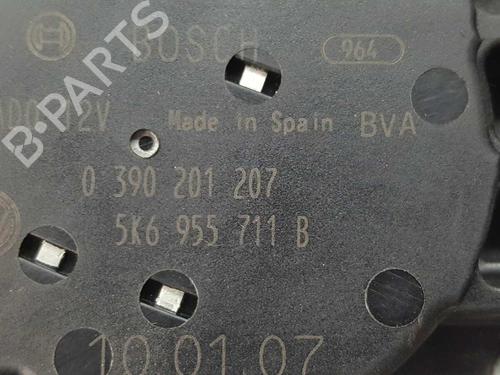 BOSCH 964
12V Made in Spain BVA
0 390 201 207
5K6 955 711 B
10.01.07
B-PARTS